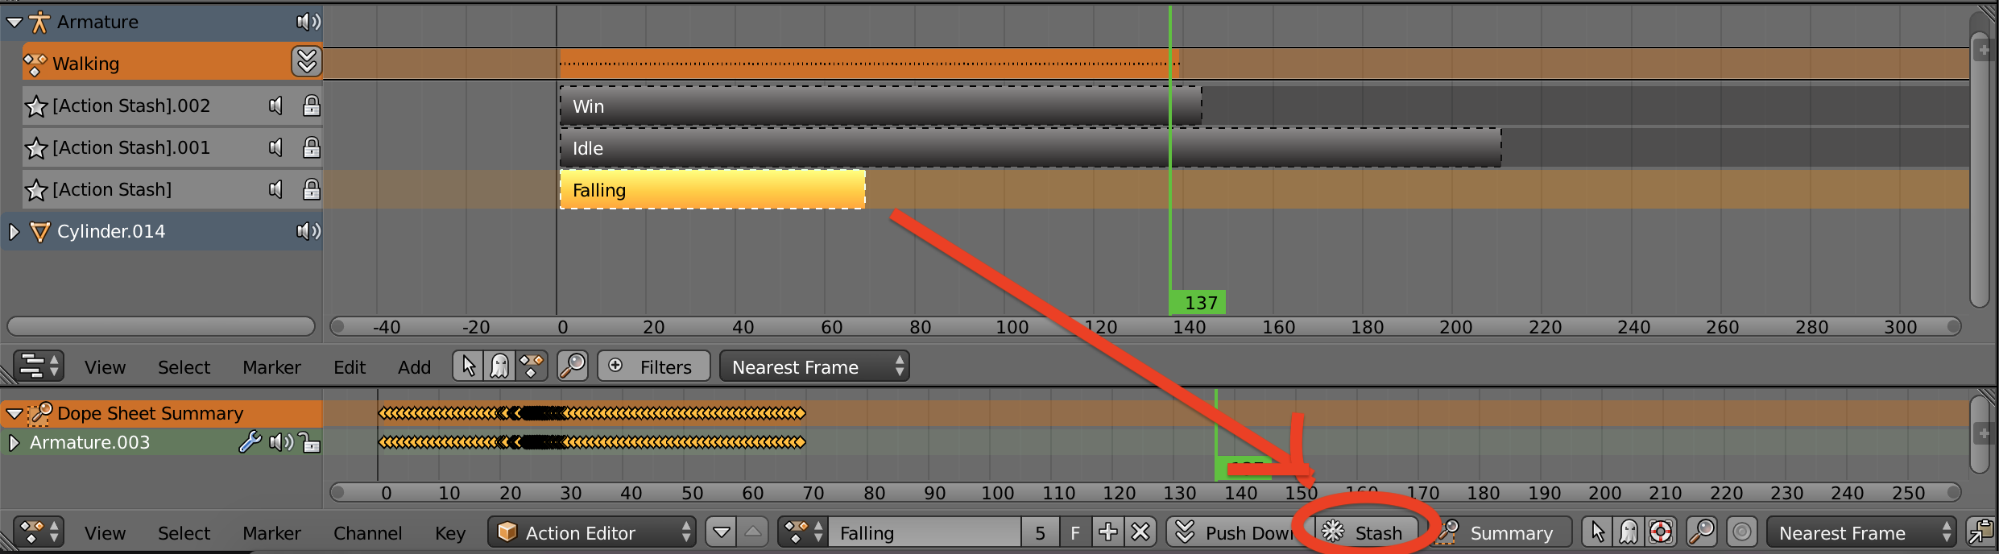 Armature
Walking
[Action Stash].002 Win
[Action Stash].001 Idle
[Action Stash] Falling
Cylinder.014
137
-40 -20 0 20 40 60 80 100 120 140 160 180 200 220 240 260 280 300
View Select Marker Edit Add Filters Nearest Frame
Dope Sheet Summary
Armature.003
0 10 20 30 40 50 60 70 80 90 100 110 120 130 140 150 160 170 180 190 200 210 220 230 240 250
View Select Marker Channel Key Action Editor Falling 5 F Push Down Stash Summary Nearest Frame